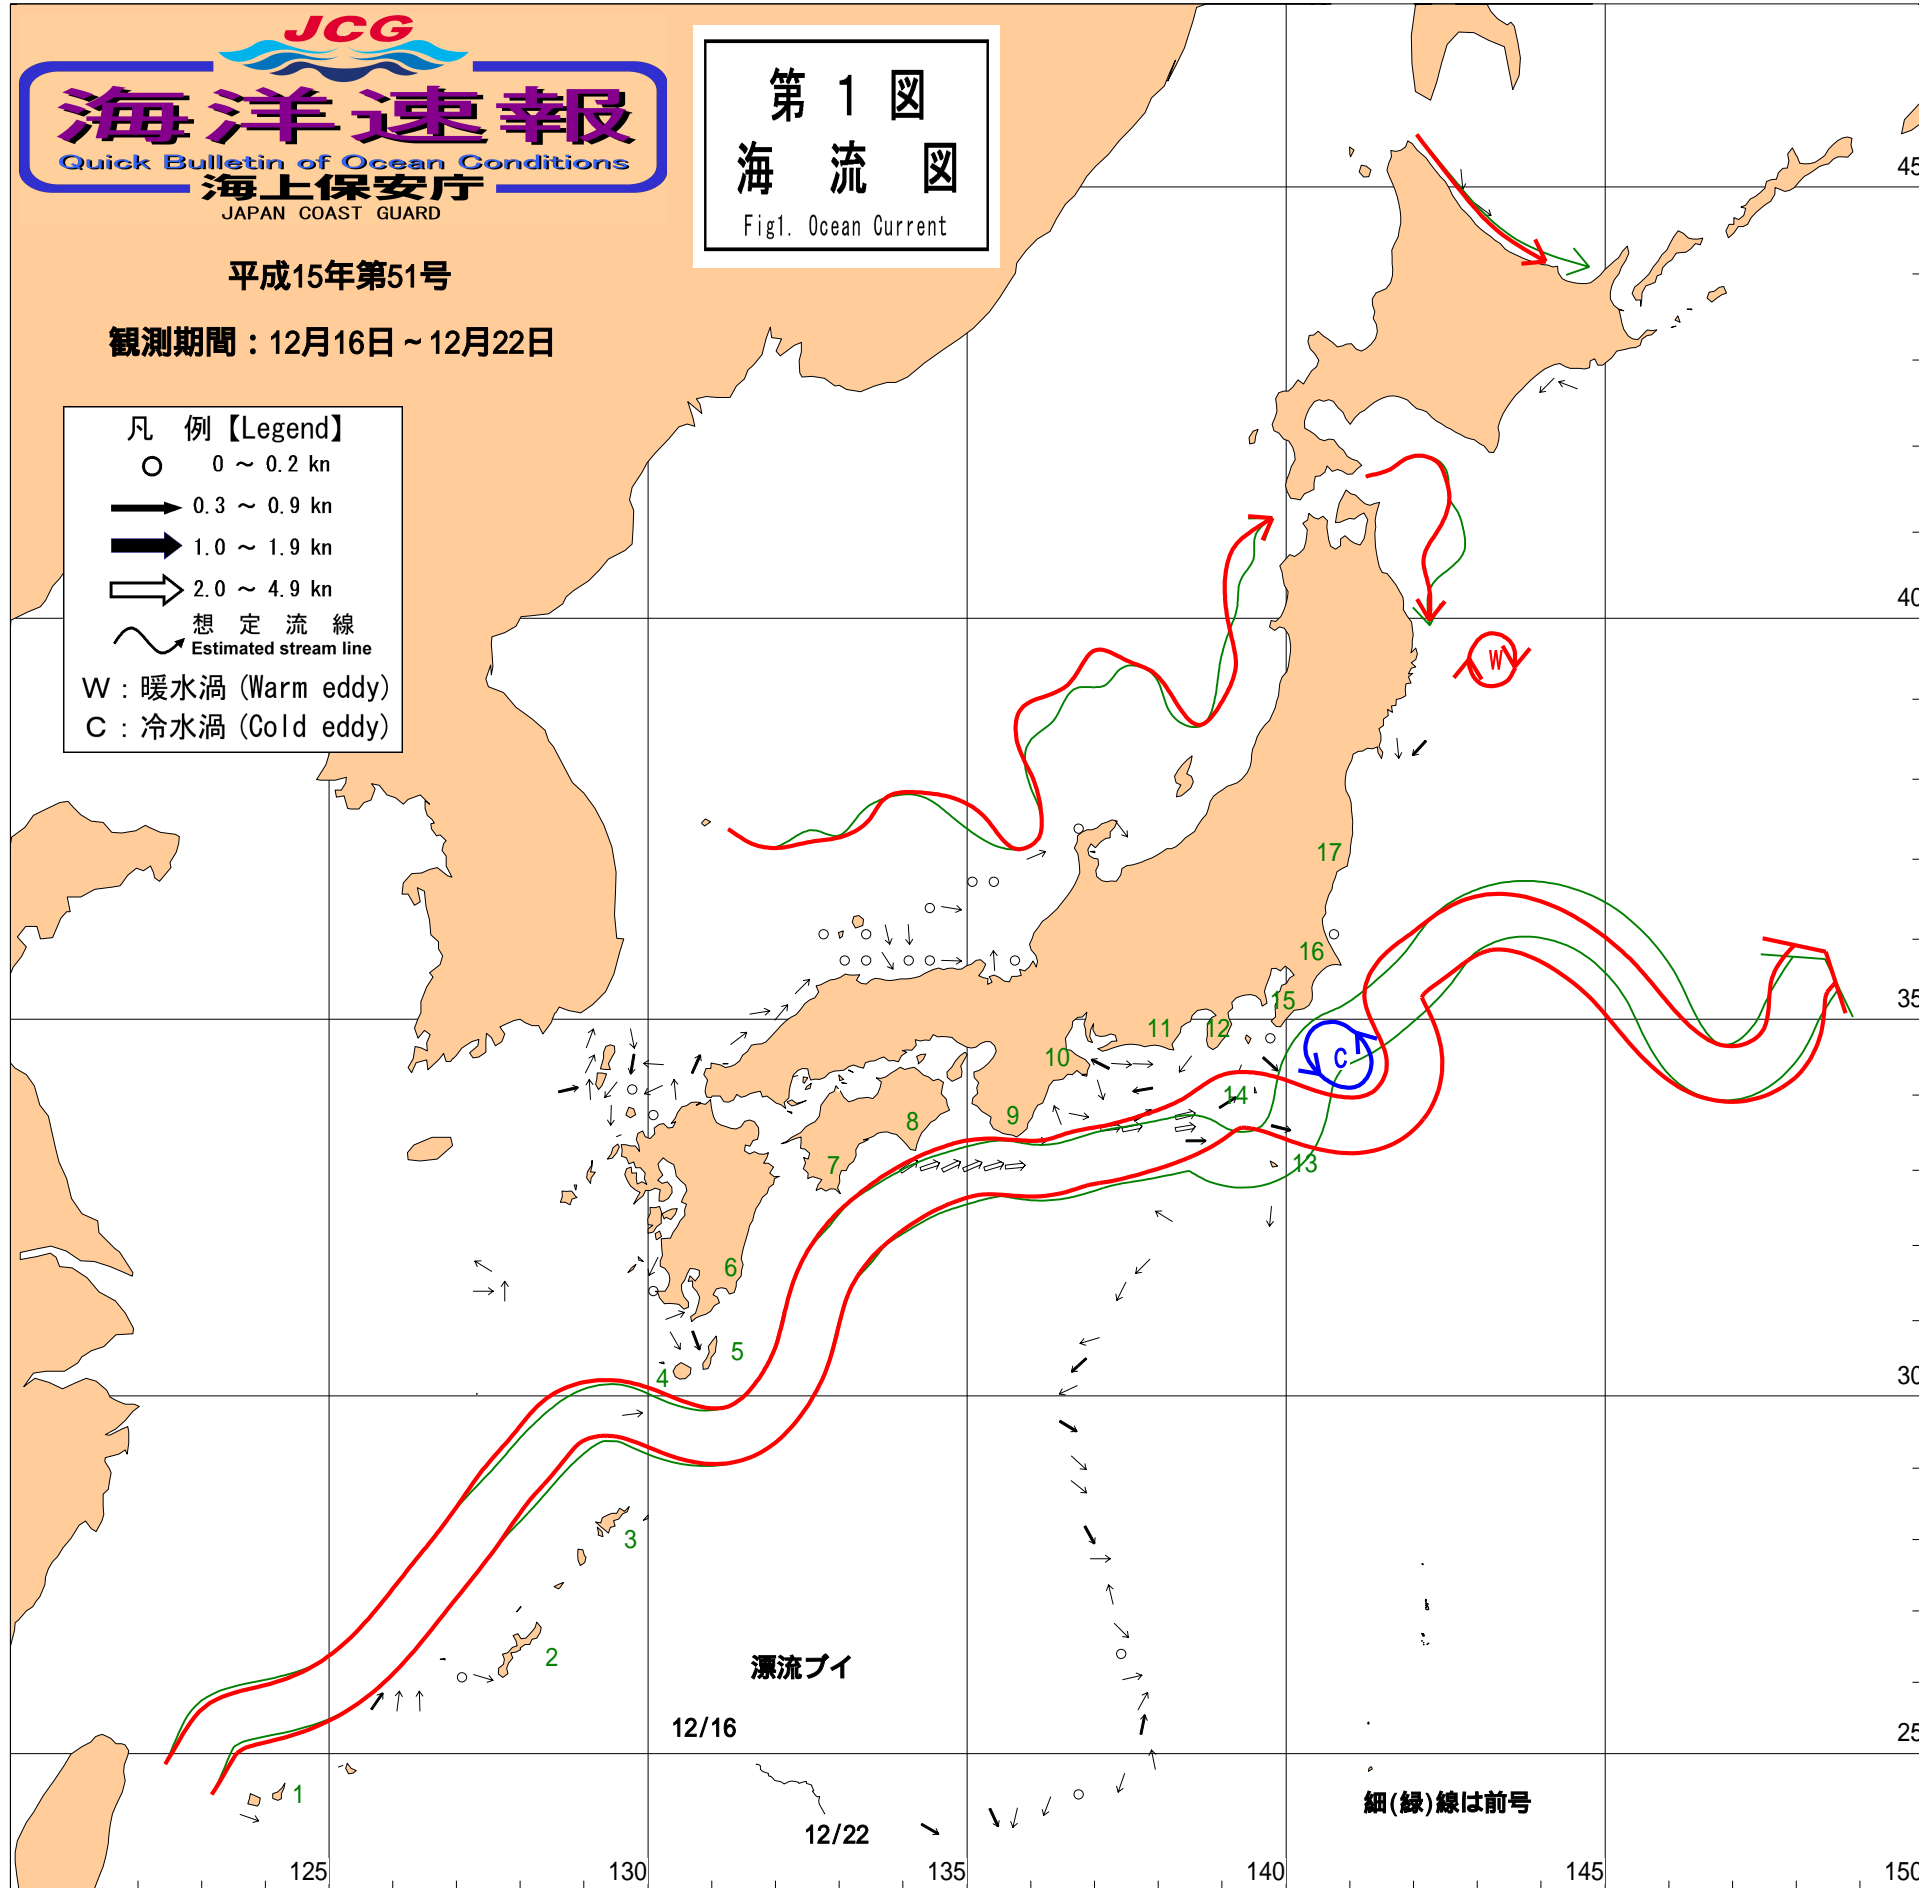 JCG
海洋速報
Quick Bulletin of Ocean Conditions
海上保安庁
JAPAN COAST GUARD
平成15年第51号
観測期間：12月16日～12月22日
第 1 図
海 流 図
Fig1. Ocean Current
凡 例【Legend】
0 ～ 0.2 kn
0.3 ～ 0.9 kn
1.0 ～ 1.9 kn
2.0 ～ 4.9 kn
想 定 流 線
Estimated stream line
W：暖水渦 (Warm eddy)
C：冷水渦 (Cold eddy)
45
40
W
17
16
35
15
11
12
10
C
14
9
8
7
13
6
5
4
30
3
2
漂流ブイ
12/16
25
1
細(緑)線は前号
12/22
125
130
135
140
145
150